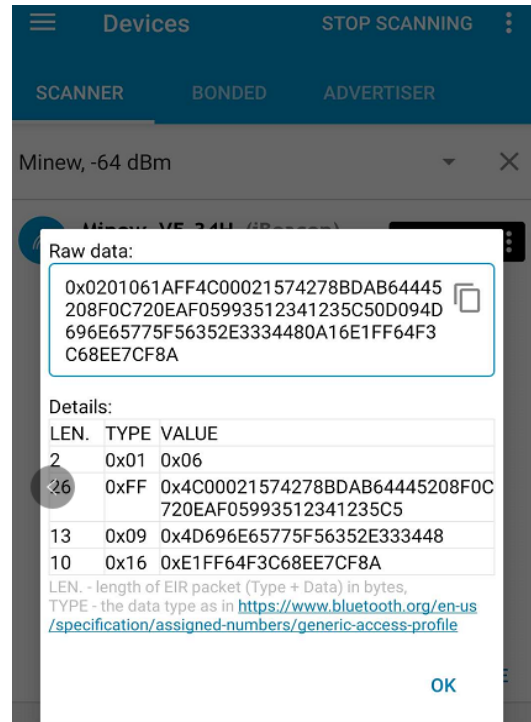 Devices
STOP SCANNING
SCANNER
BONDED
ADVERTISER
Minew, -64 dBm
Raw data:
0x0201061AFF4C00021574278BDAB64445
208F0C720EAF05993512341235C50D094D
696E65775F56352E3334480A16E1FF64F3
C68EE7CF8A
Details:
LEN. TYPE VALUE
2 0x01 0x06
26 0xFF 0x4C00021574278BDAB64445208F0C
720EAF05993512341235C5
13 0x09 0x4D696E65775F56352E333448
10 0x16 0xE1FF64F3C68EE7CF8A
LEN. - length of EIR packet (Type + Data) in bytes,
TYPE - the data type as in https://www.bluetooth.org/en-us
/specification/assigned-numbers/generic-access-profile
OK